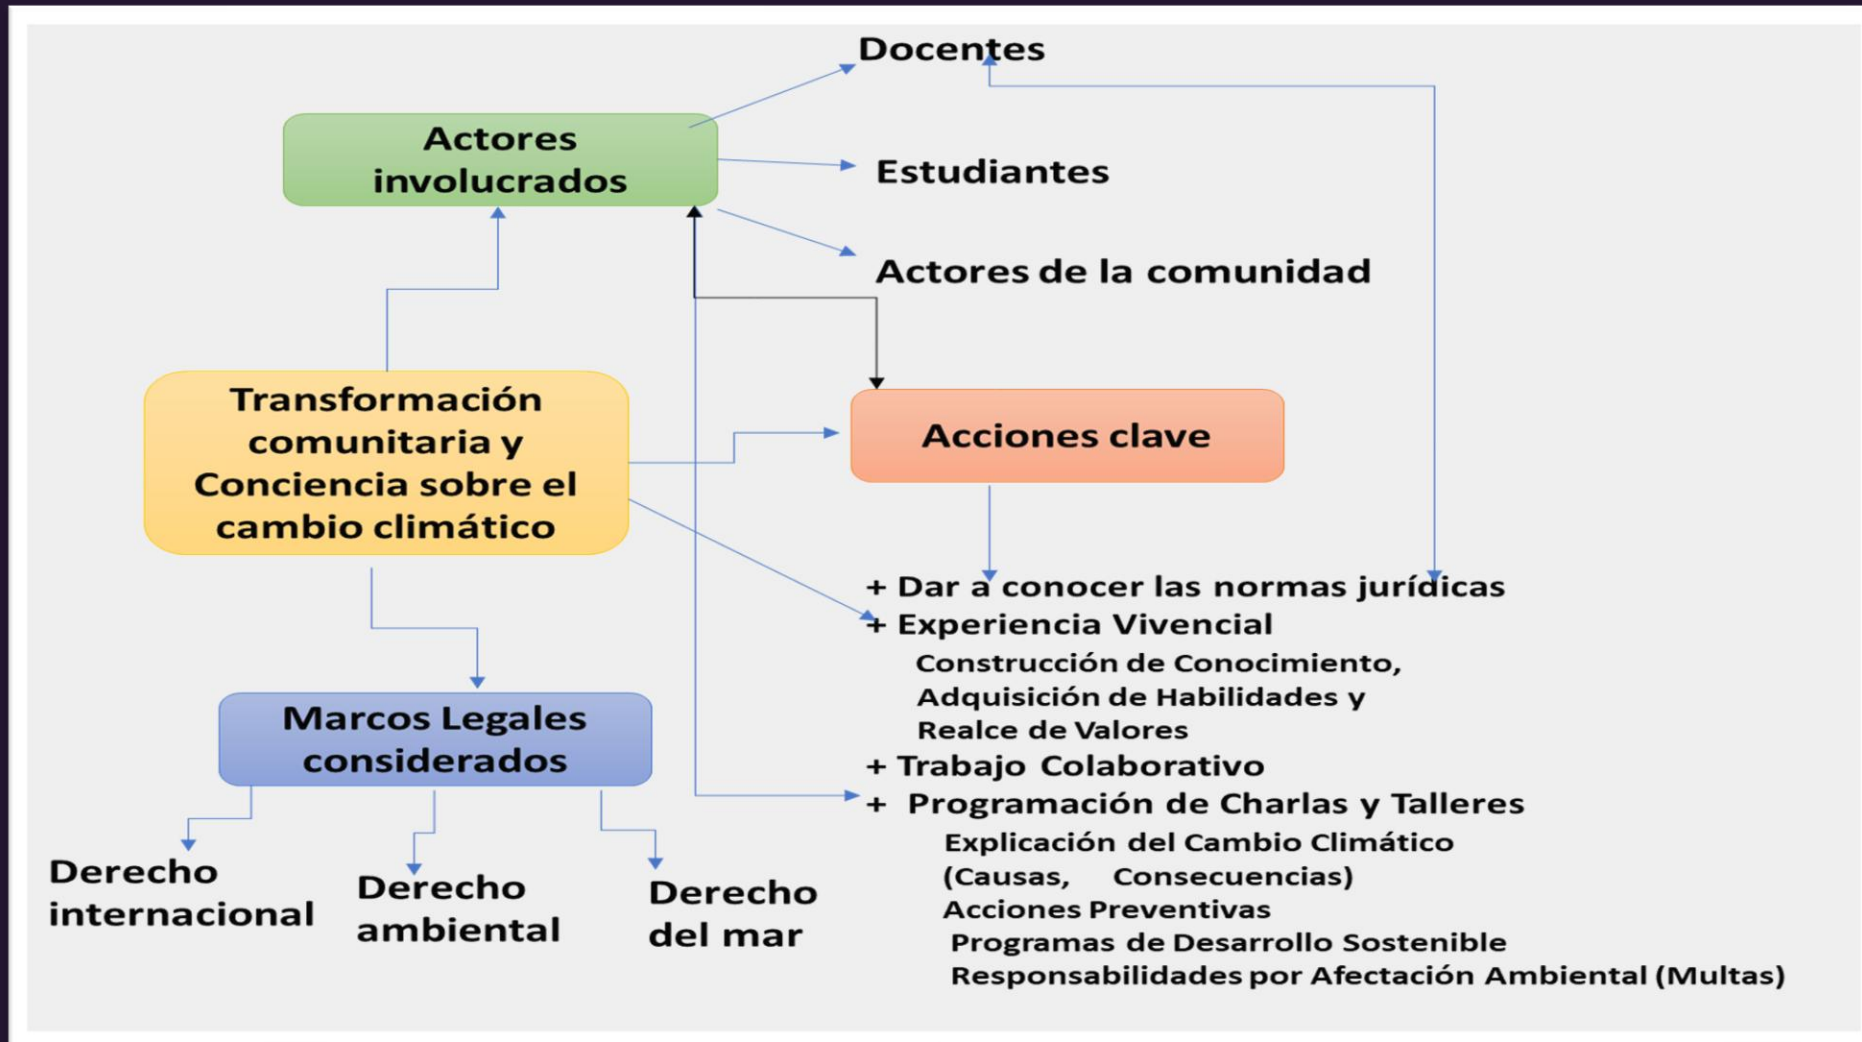 Docentes
Actores
involucrados
Estudiantes
Actores de la comunidad
Transformación
comunitaria y
Conciencia sobre el
cambio climático
Acciones clave
+ Dar a conocer las normas jurídicas
+ Experiencia Vivencial
Construcción de Conocimiento,
Adquisición de Habilidades y
Realce de Valores
+ Trabajo Colaborativo
+ Programación de Charlas y Talleres
Explicación del Cambio Climático
(Causas, Consecuencias)
Acciones Preventivas
Programas de Desarrollo Sostenible
Responsabilidades por Afectación Ambiental (Multas)
Marcos Legales
considerados
Derecho
internacional
Derecho
ambiental
Derecho
del mar